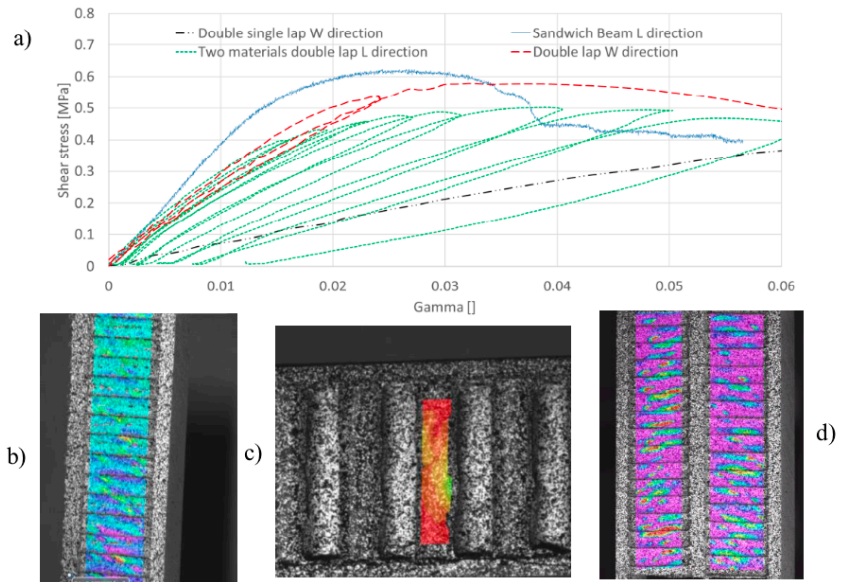 a)
Double single lap W direction
Sandwich Beam L direction
Two materials double lap L direction
Double lap W direction
Shear stress [MPa]
0.8
0.7
0.6
0.5
0.4
0.3
0.2
0.1
0
0 0.01 0.02 0.03 0.04 0.05 0.06
Gamma []
b)
c)
d)